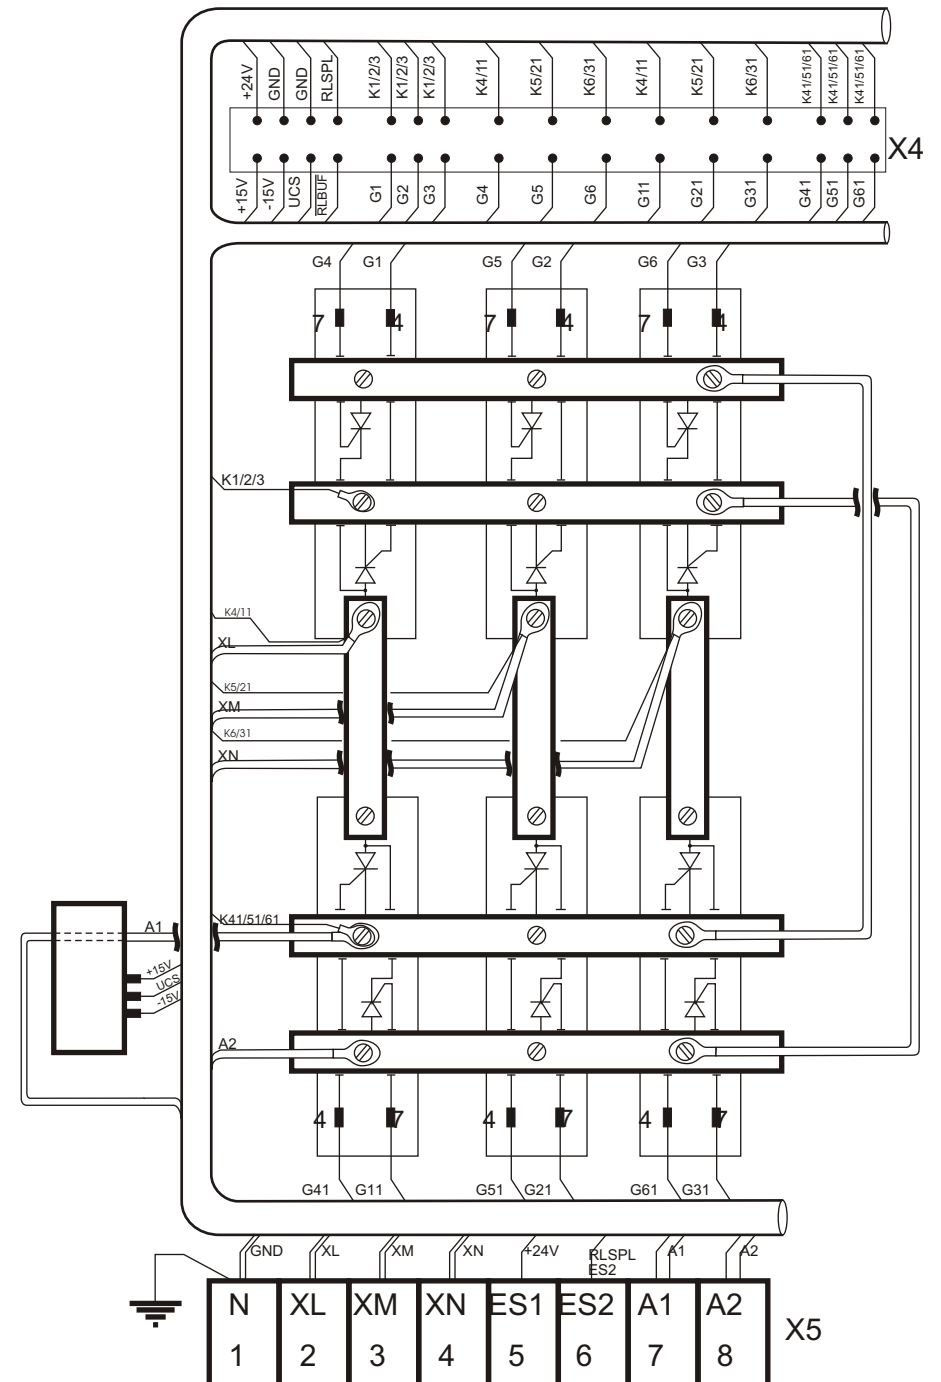 +24V GND GND RLSPL K1/2/3 K1/2/3 K1/2/3 K4/11 K5/21 K6/31 K4/11 K5/21 K6/31 K41/51/61 K41/51/61 K41/51/61
X4
+15V -15V UCS RLBUF G1 G2 G3 G4 G5 G6 G11 G21 G31 G41 G51 G61
G4 G1 G5 G2 G6 G3
7 4 7 4 7 4
K1/2/3
K4/11
XL
K5/21
XM
K6/31
XN
K41/51/61
A1
+15V
UCS
-15V
A2
4 7 4 7 4 7
G41 G11 G51 G21 G61 G31
GND XL XM XN +24V RLSPL A1 A2
ES2
N XL XM XN ES1 ES2 A1 A2
X5
1 2 3 4 5 6 7 8